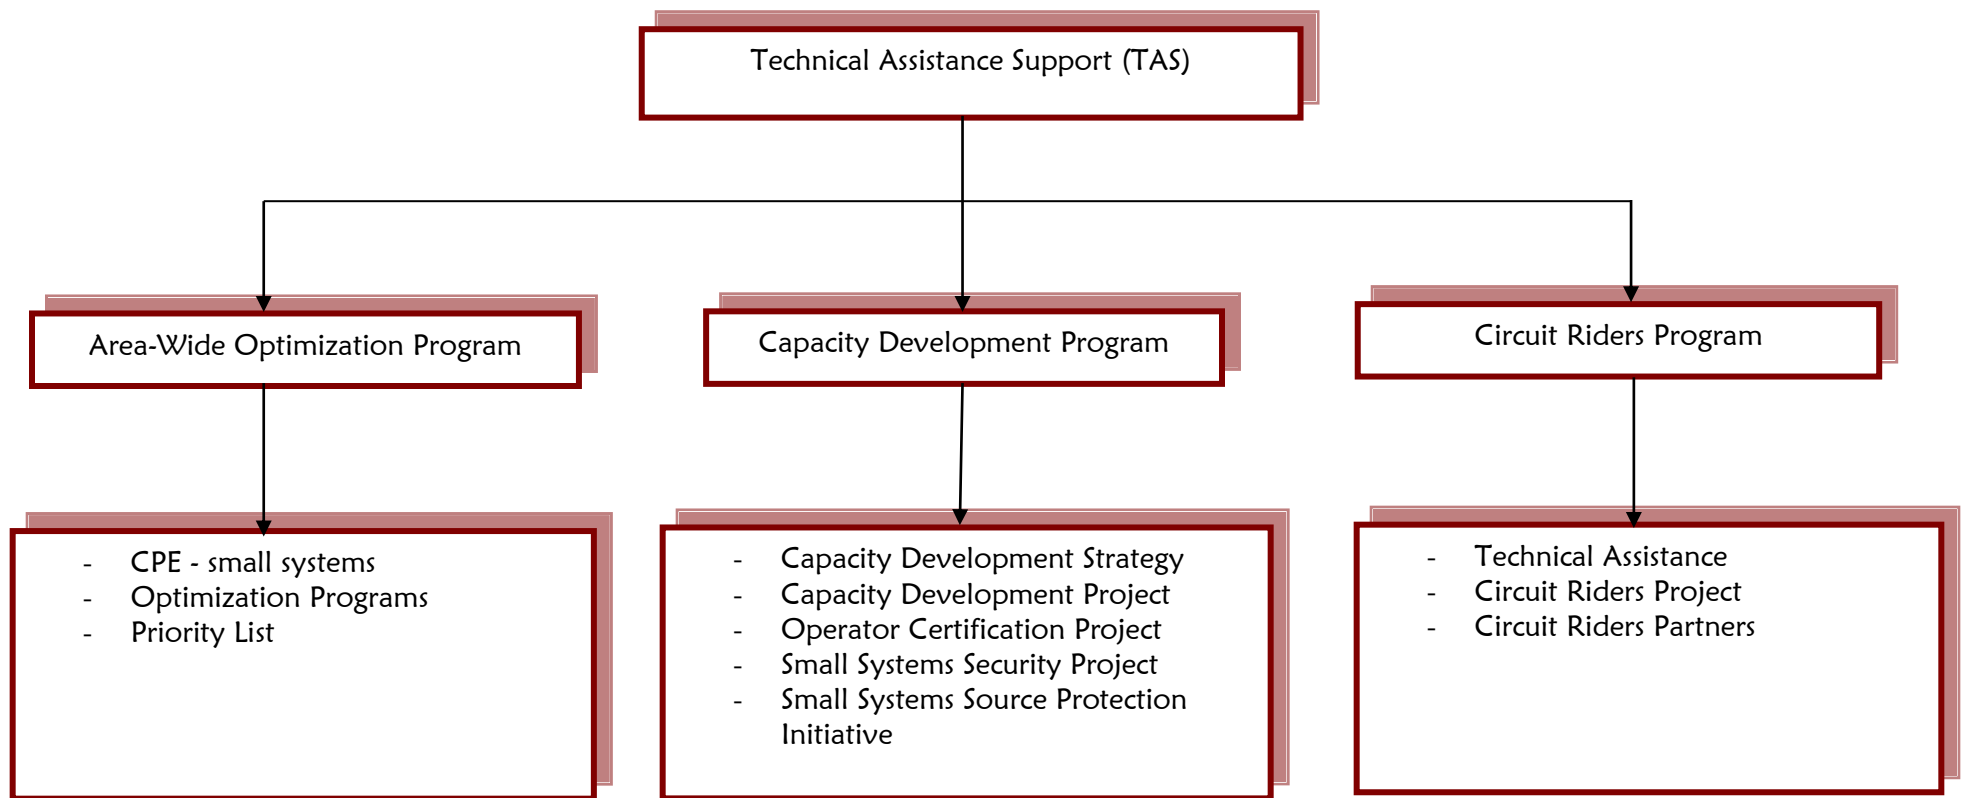 Technical Assistance Support (TAS)
Area-Wide Optimization Program
Capacity Development Program
Circuit Riders Program
- CPE - small systems
- Optimization Programs
- Priority List
- Capacity Development Strategy
- Capacity Development Project
- Operator Certification Project
- Small Systems Security Project
- Small Systems Source Protection
Initiative
- Technical Assistance
- Circuit Riders Project
- Circuit Riders Partners